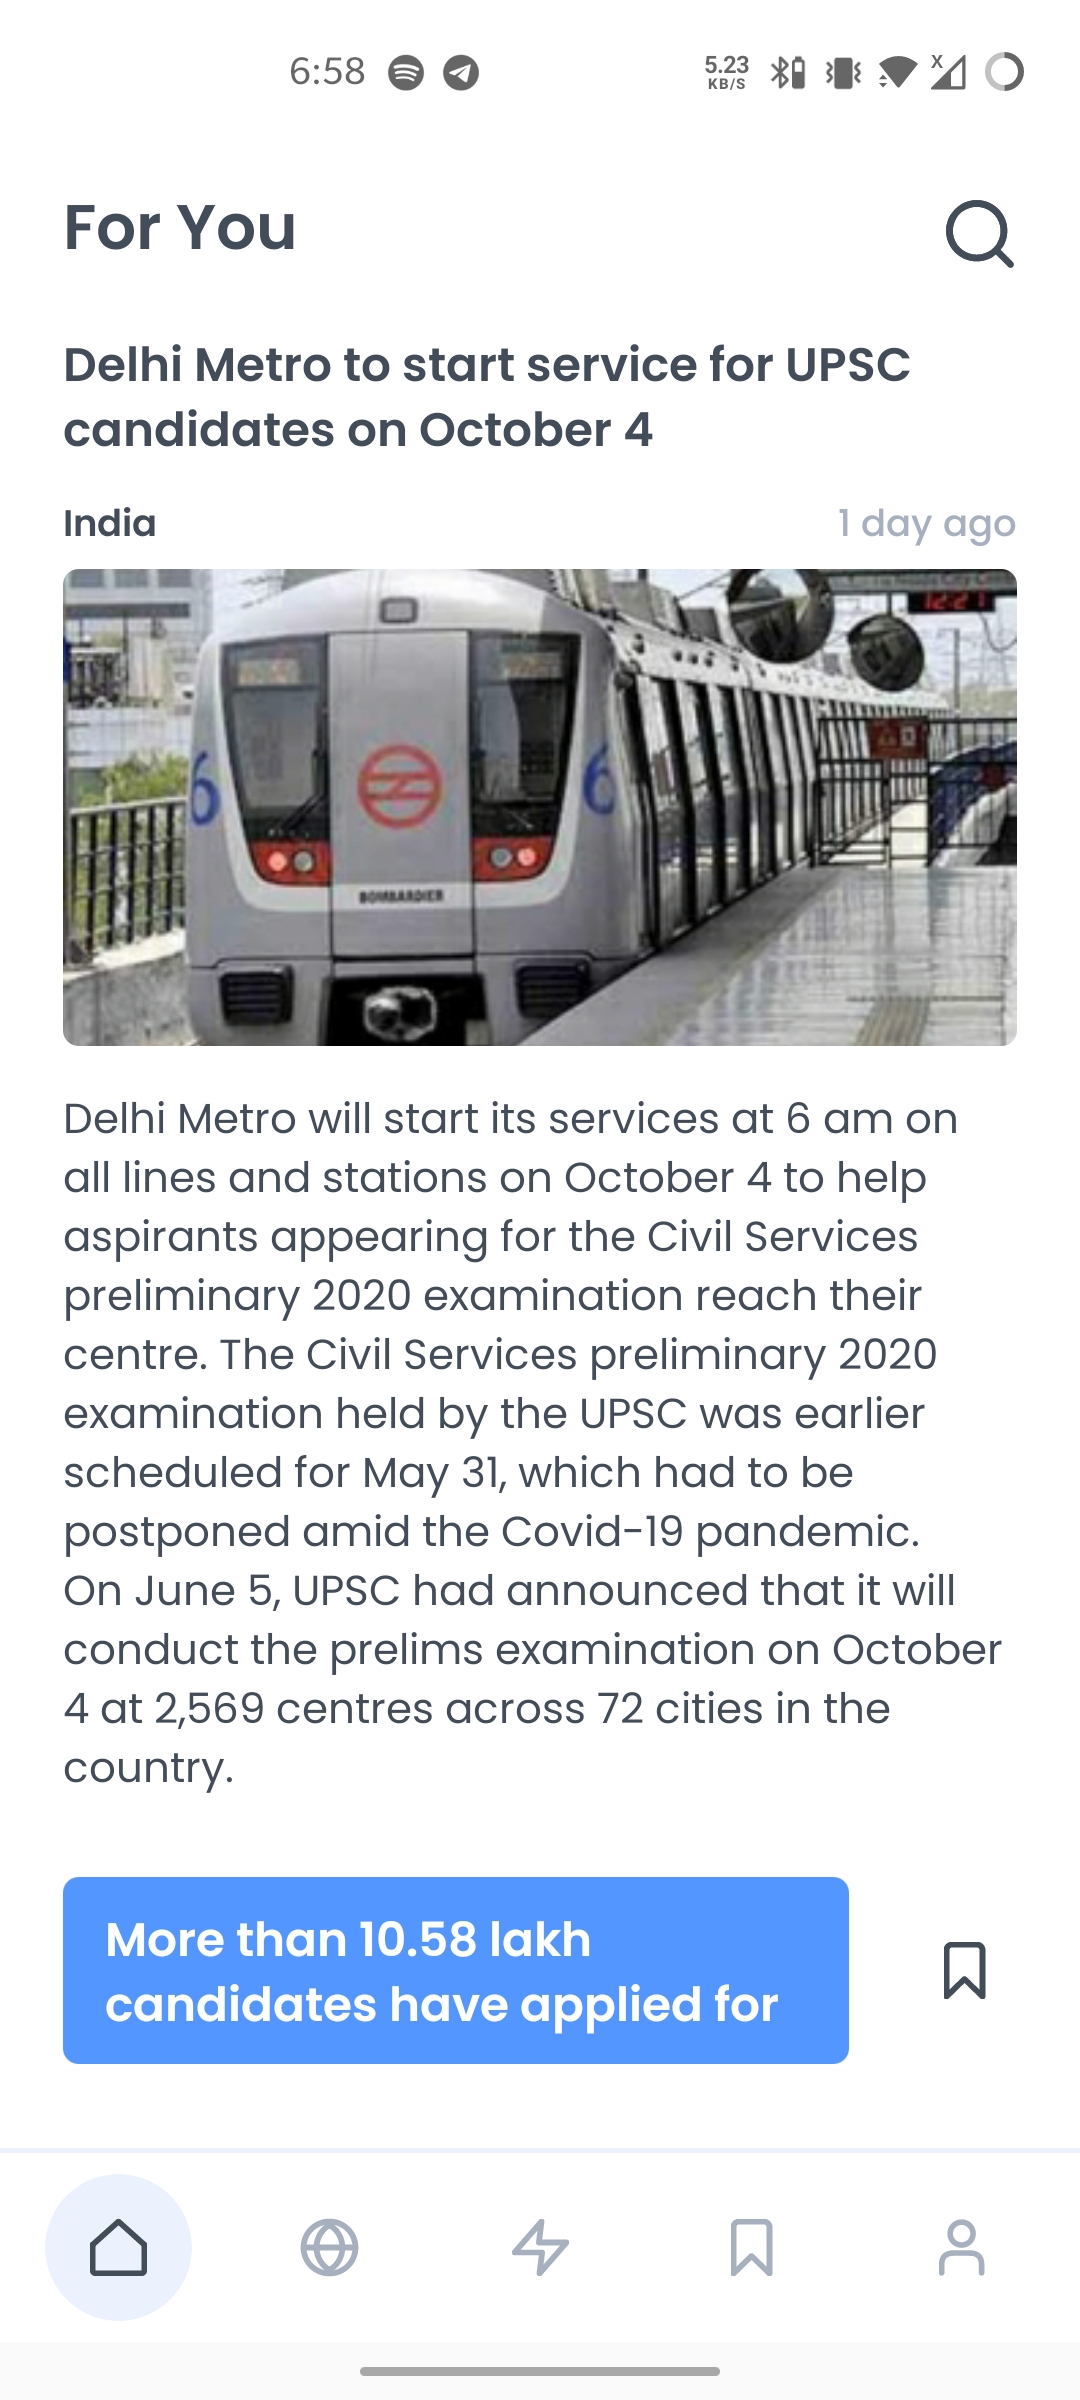 6:58
5.23
KB/S
X
For You
Delhi Metro to start service for UPSC
candidates on October 4
India
1 day ago
12:21
6
6
BOMBARDIER
Delhi Metro will start its services at 6 am on
all lines and stations on October 4 to help
aspirants appearing for the Civil Services
preliminary 2020 examination reach their
centre. The Civil Services preliminary 2020
examination held by the UPSC was earlier
scheduled for May 31, which had to be
postponed amid the Covid-19 pandemic.
On June 5, UPSC had announced that it will
conduct the prelims examination on October
4 at 2,569 centres across 72 cities in the
country.
More than 10.58 lakh
candidates have applied for